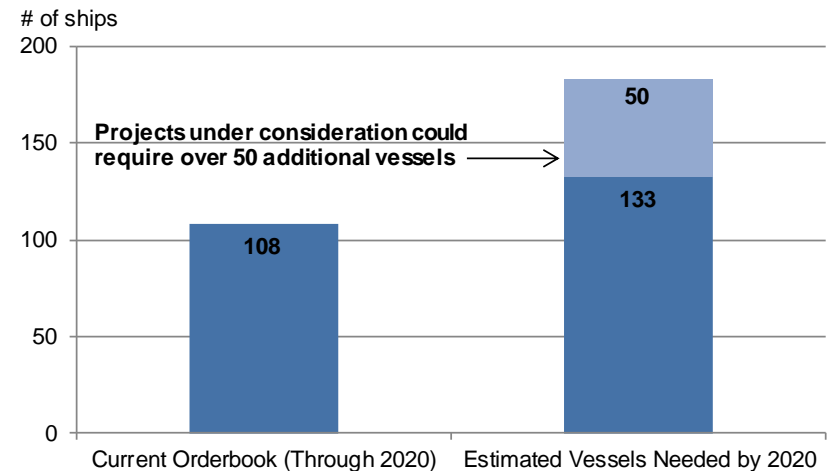 # of ships
200
150
100
50
0
Projects under consideration could
require over 50 additional vessels
108
50
133
Current Orderbook (Through 2020)
Estimated Vessels Needed by 2020